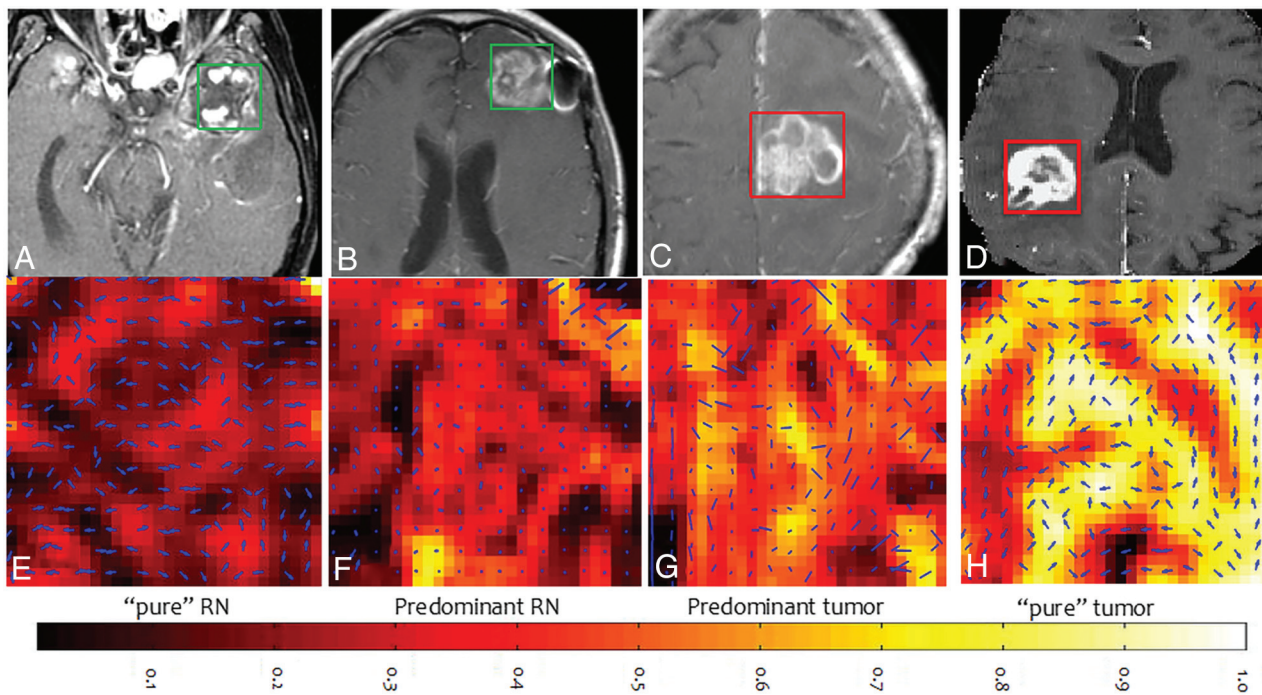 A B C D
E F G H
“pure” RN Predominant RN Predominant tumor “pure” tumor
0.1 0.2 0.3 0.4 0.5 0.6 0.7 0.8 0.9 1.0